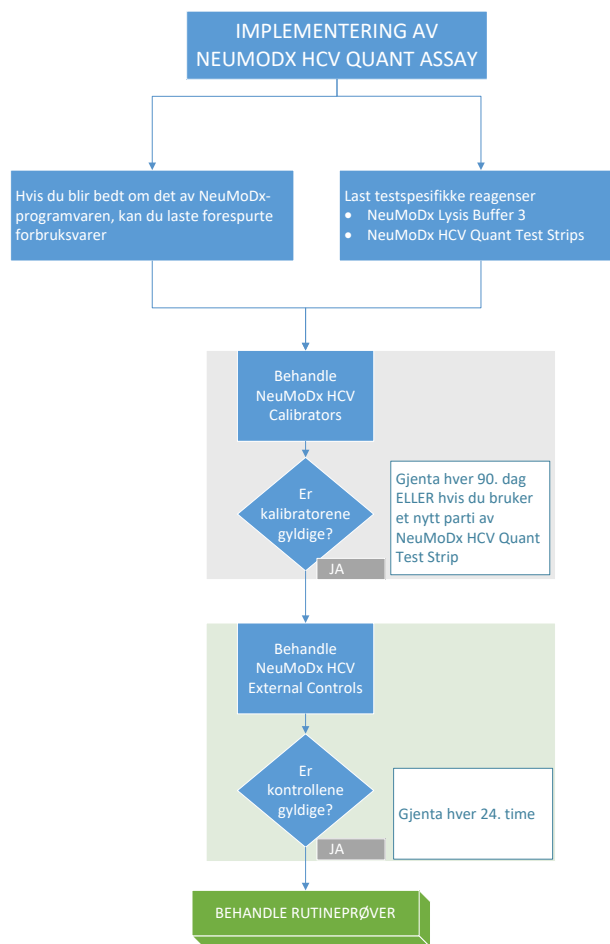 IMPLEMENTERING AV
NEUMODX HCV QUANT ASSAY
Hvis du blir bedt om det av NeuMoDx-
programvaren, kan du laste forespurte
forbruksvarer
Last testspesifikke reagenser
• NeuMoDx Lysis Buffer 3
• NeuMoDx HCV Quant Test Strips
Behandle
NeuMoDx HCV
Calibrators
Er
kalibratorene
gyldige?
JA
Gjenta hver 90. dag
ELLER hvis du bruker
et nytt parti av
NeuMoDx HCV Quant
Test Strip
Behandle
NeuMoDx HCV
External Controls
Er
kontrollene
gyldige?
JA
Gjenta hver 24. time
BEHANDLE RUTINEPRØVER